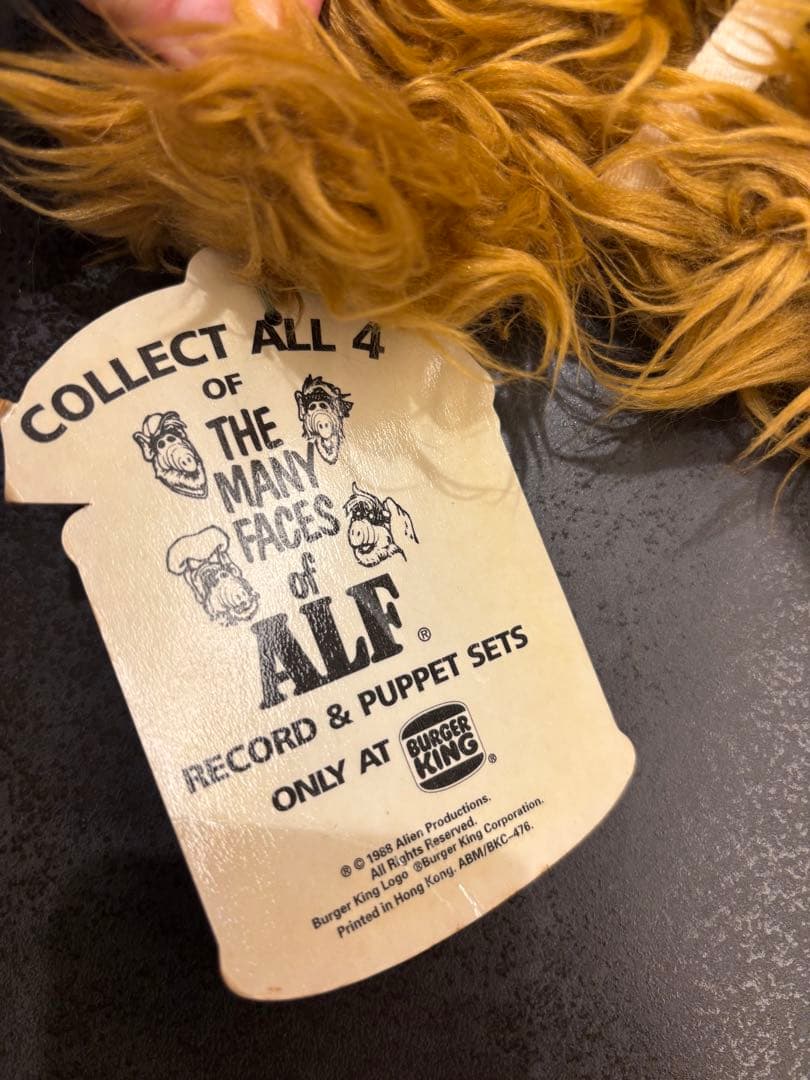 COLLECT ALL 4
OF
THE
MANY
FACES
of
ALF®
RECORD & PUPPET SETS
ONLY AT BURGER KING®
® © 1988 Alien Productions.
All Rights Reserved.
Burger King Logo ®Burger King Corporation.
Printed in Hong Kong. ABM/BKC-476.